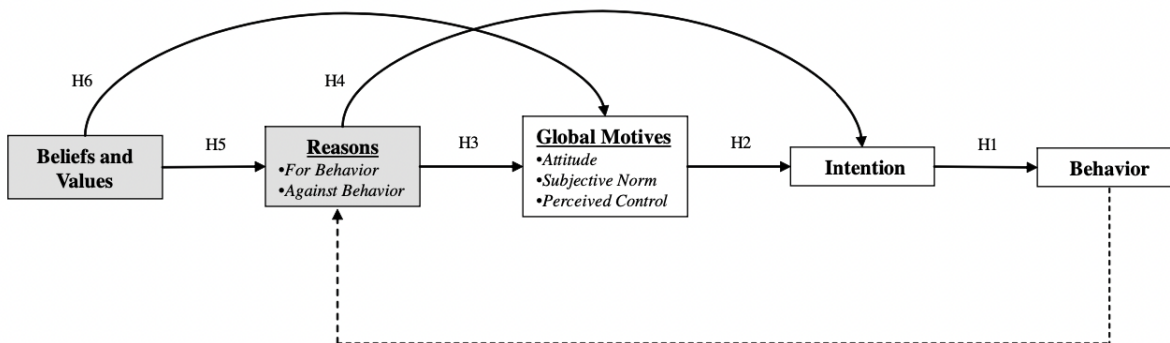 H6
H4
Beliefs and
Values
H5
Reasons
•For Behavior
•Against Behavior
H3
Global Motives
•Attitude
•Subjective Norm
•Perceived Control
H2
Intention
H1
Behavior